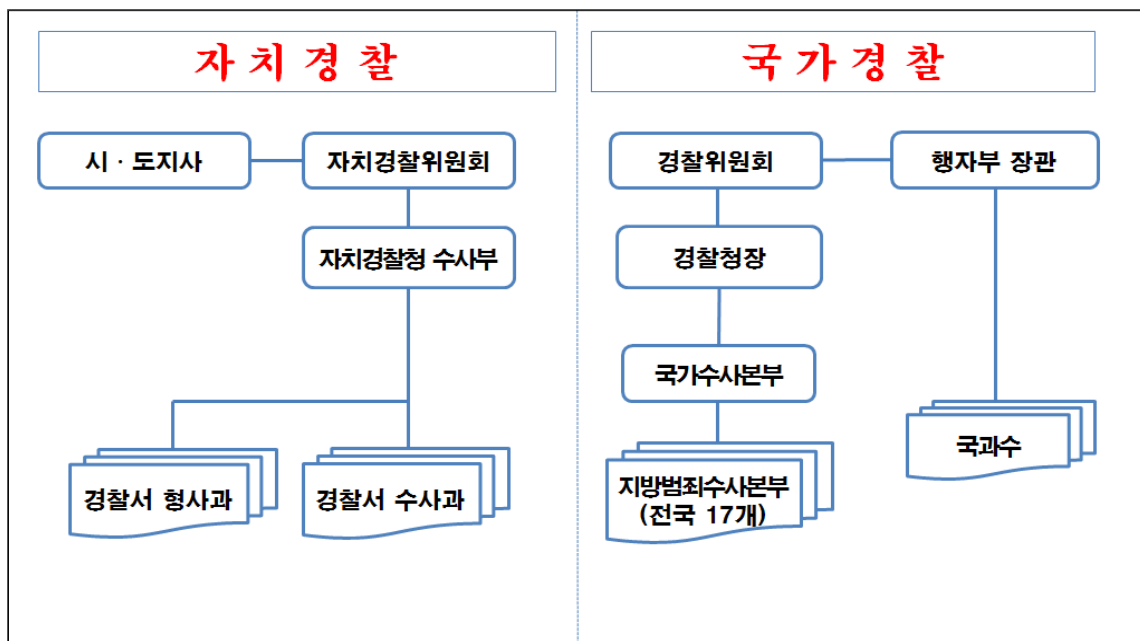 자치경찰
국가경찰
시 · 도지사
자치경찰위원회
경찰위원회
행자부 장관
자치경찰청 수사부
경찰청장
국가수사본부
경찰서 형사과
경찰서 수사과
지방범죄수사본부
(전국 17개)
국과수